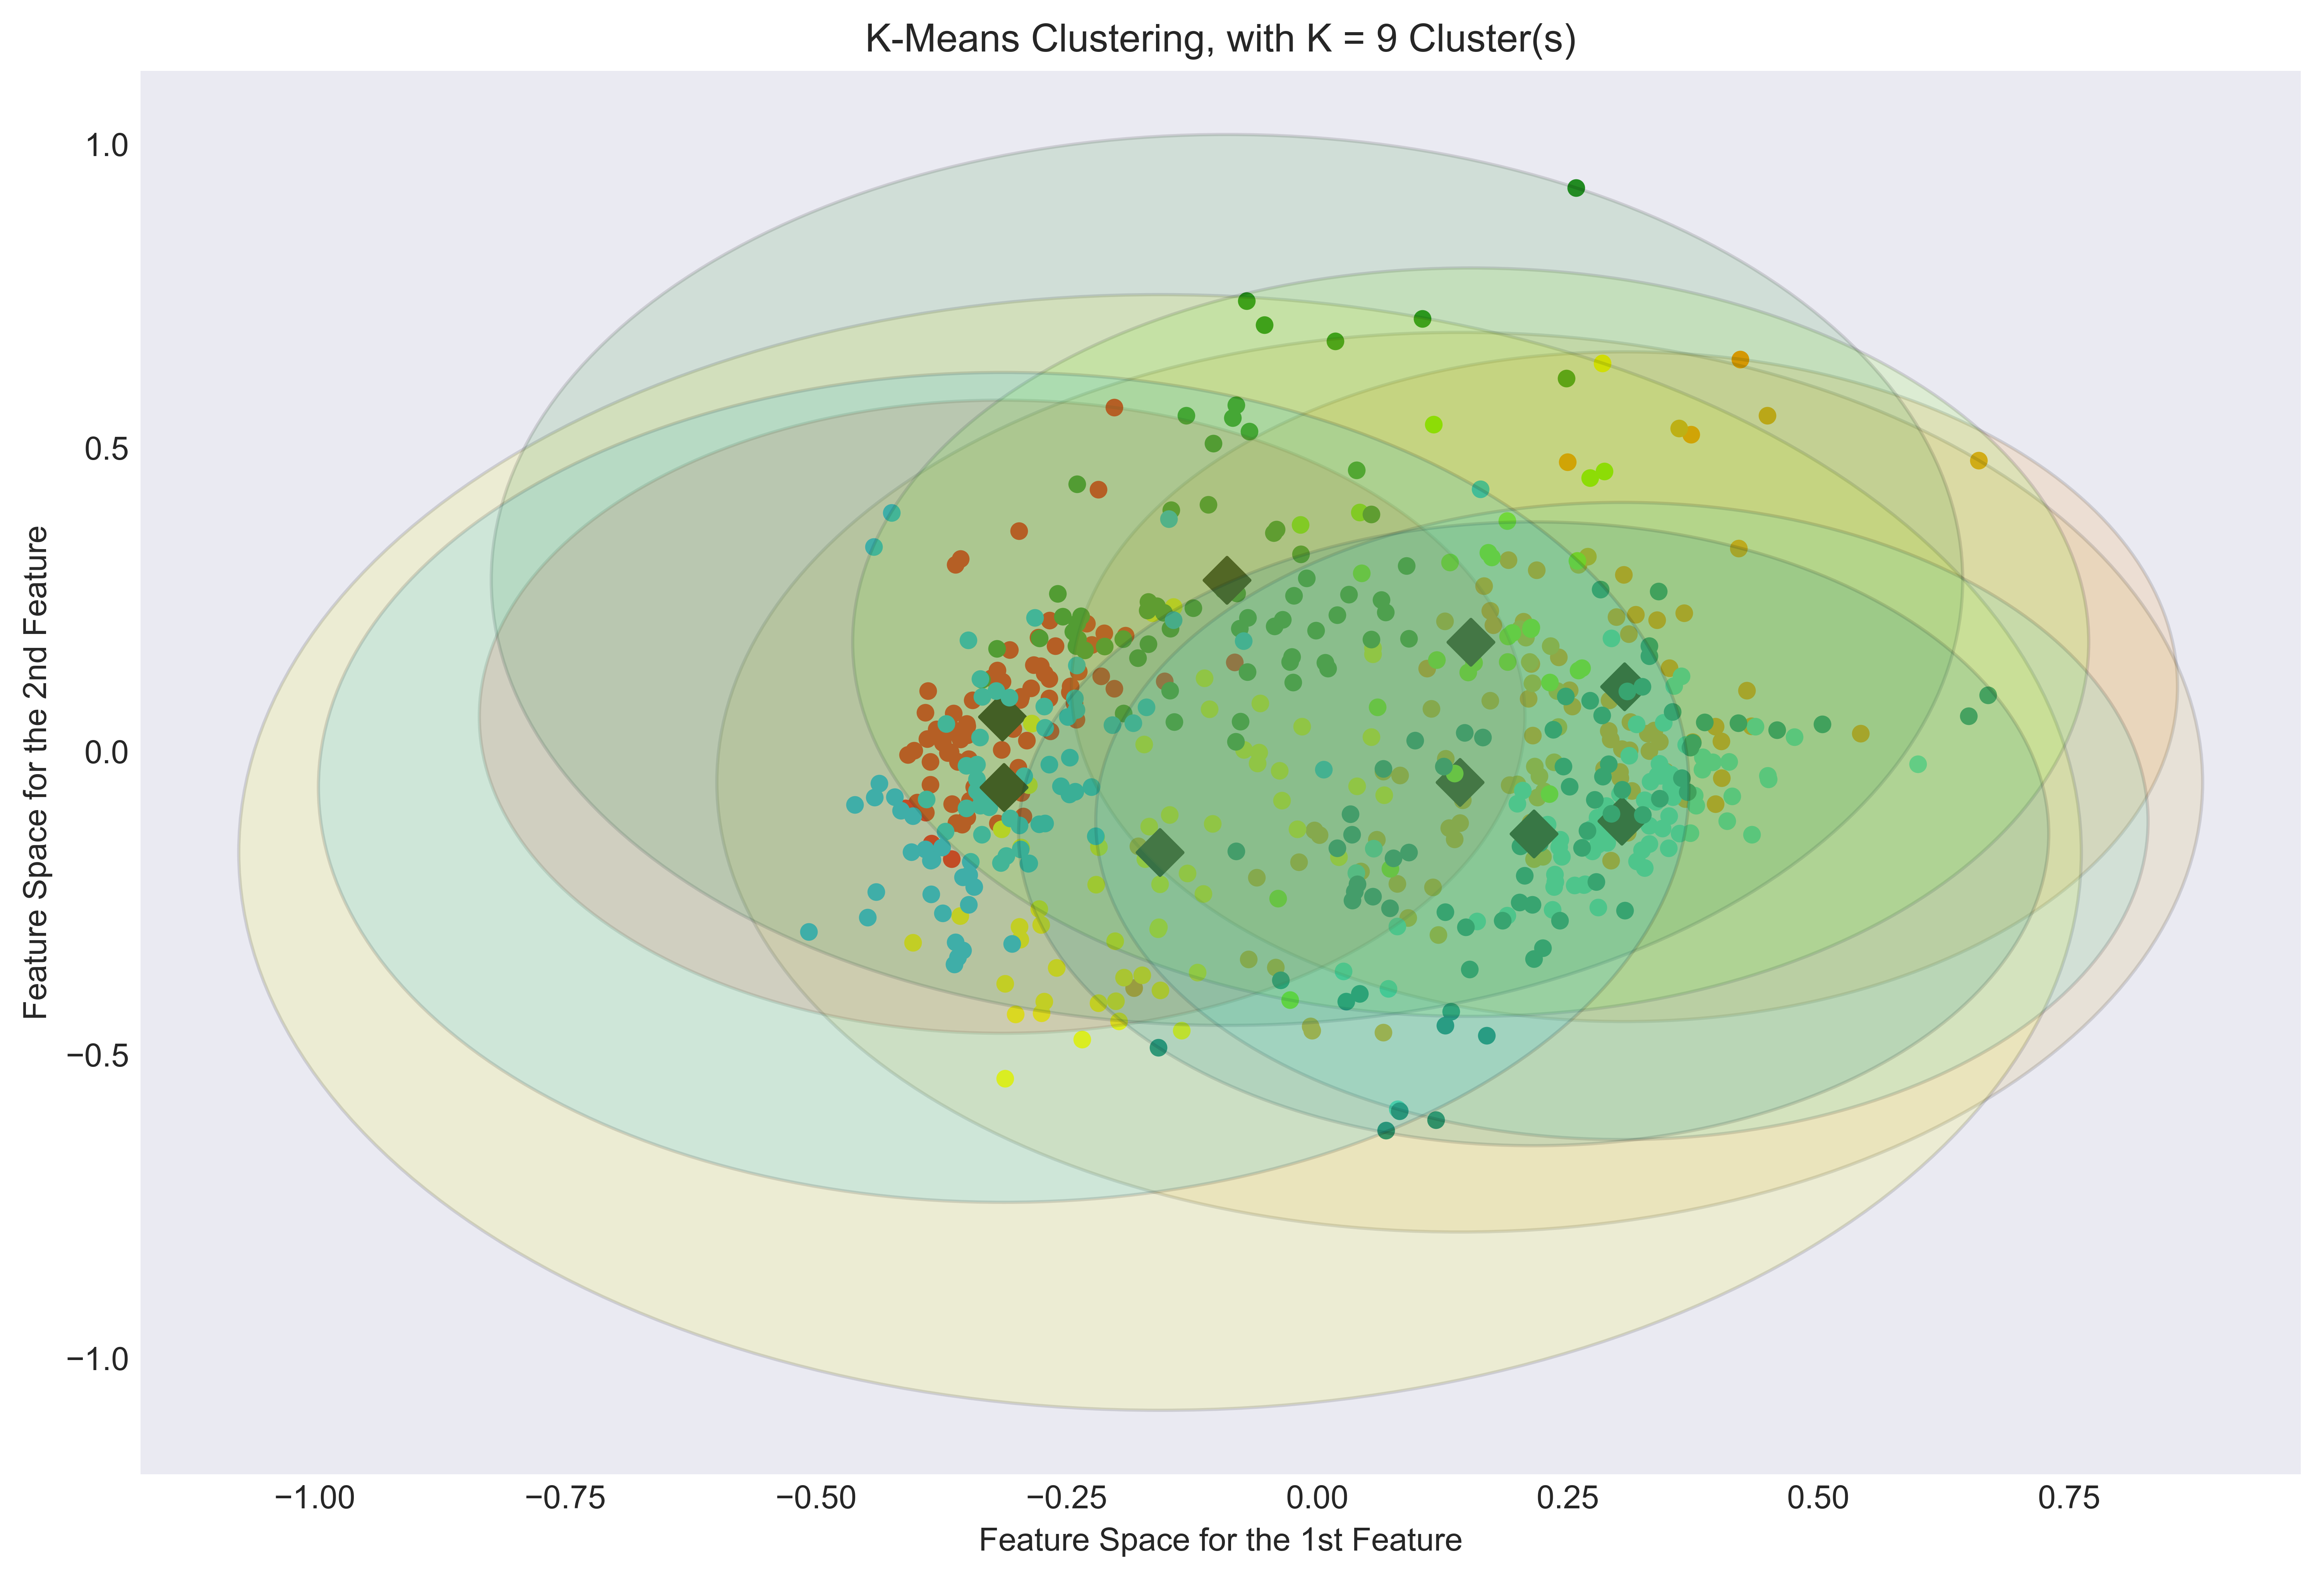 K-Means Clustering, with K = 9 Cluster(s)
Feature Space for the 2nd Feature
1.0
0.5
0.0
−0.5
−1.0
−1.00 −0.75 −0.50 −0.25 0.00 0.25 0.50 0.75
Feature Space for the 1st Feature